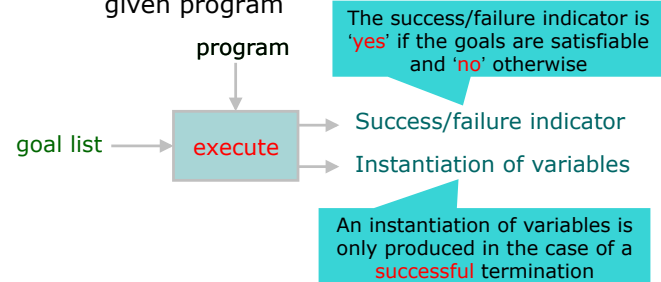 given program
The success/failure indicator is
‘yes’ if the goals are satisfiable
and ‘no’ otherwise
program
Success/failure indicator
goal list
execute
Instantiation of variables
An instantiation of variables is
only produced in the case of a
successful termination